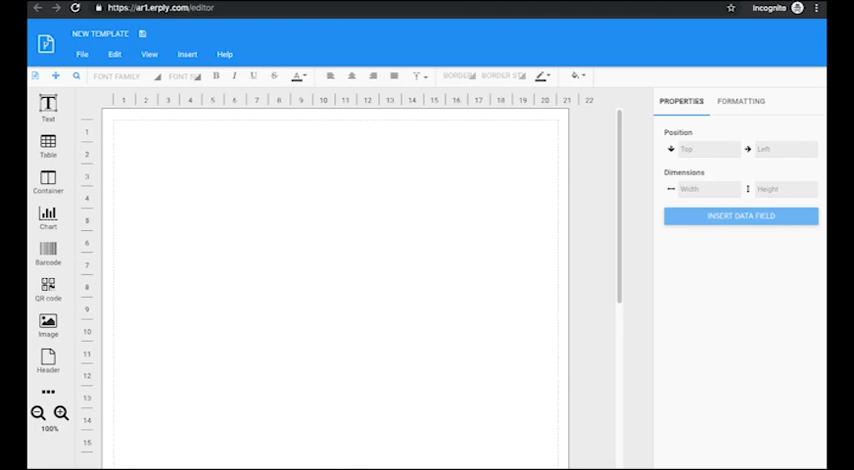 https://ar1.erply.com/editor
Incognito
NEW TEMPLATE
File Edit View Insert Help
FONT FAMILY B I U S A
1 2 3 4 5 6 7 8 9 10 11 12 13 14 15 16 17 18 19 20 21 22
PROPERTIES FORMATTING
T
Text
Table
Container
Chart
Barcode
QR code
Image
Header
100%
1
2
3
4
5
6
7
8
9
10
11
12
13
14
15
Position
Top Left
Dimensions
Width Height
INSERT DATA FIELD